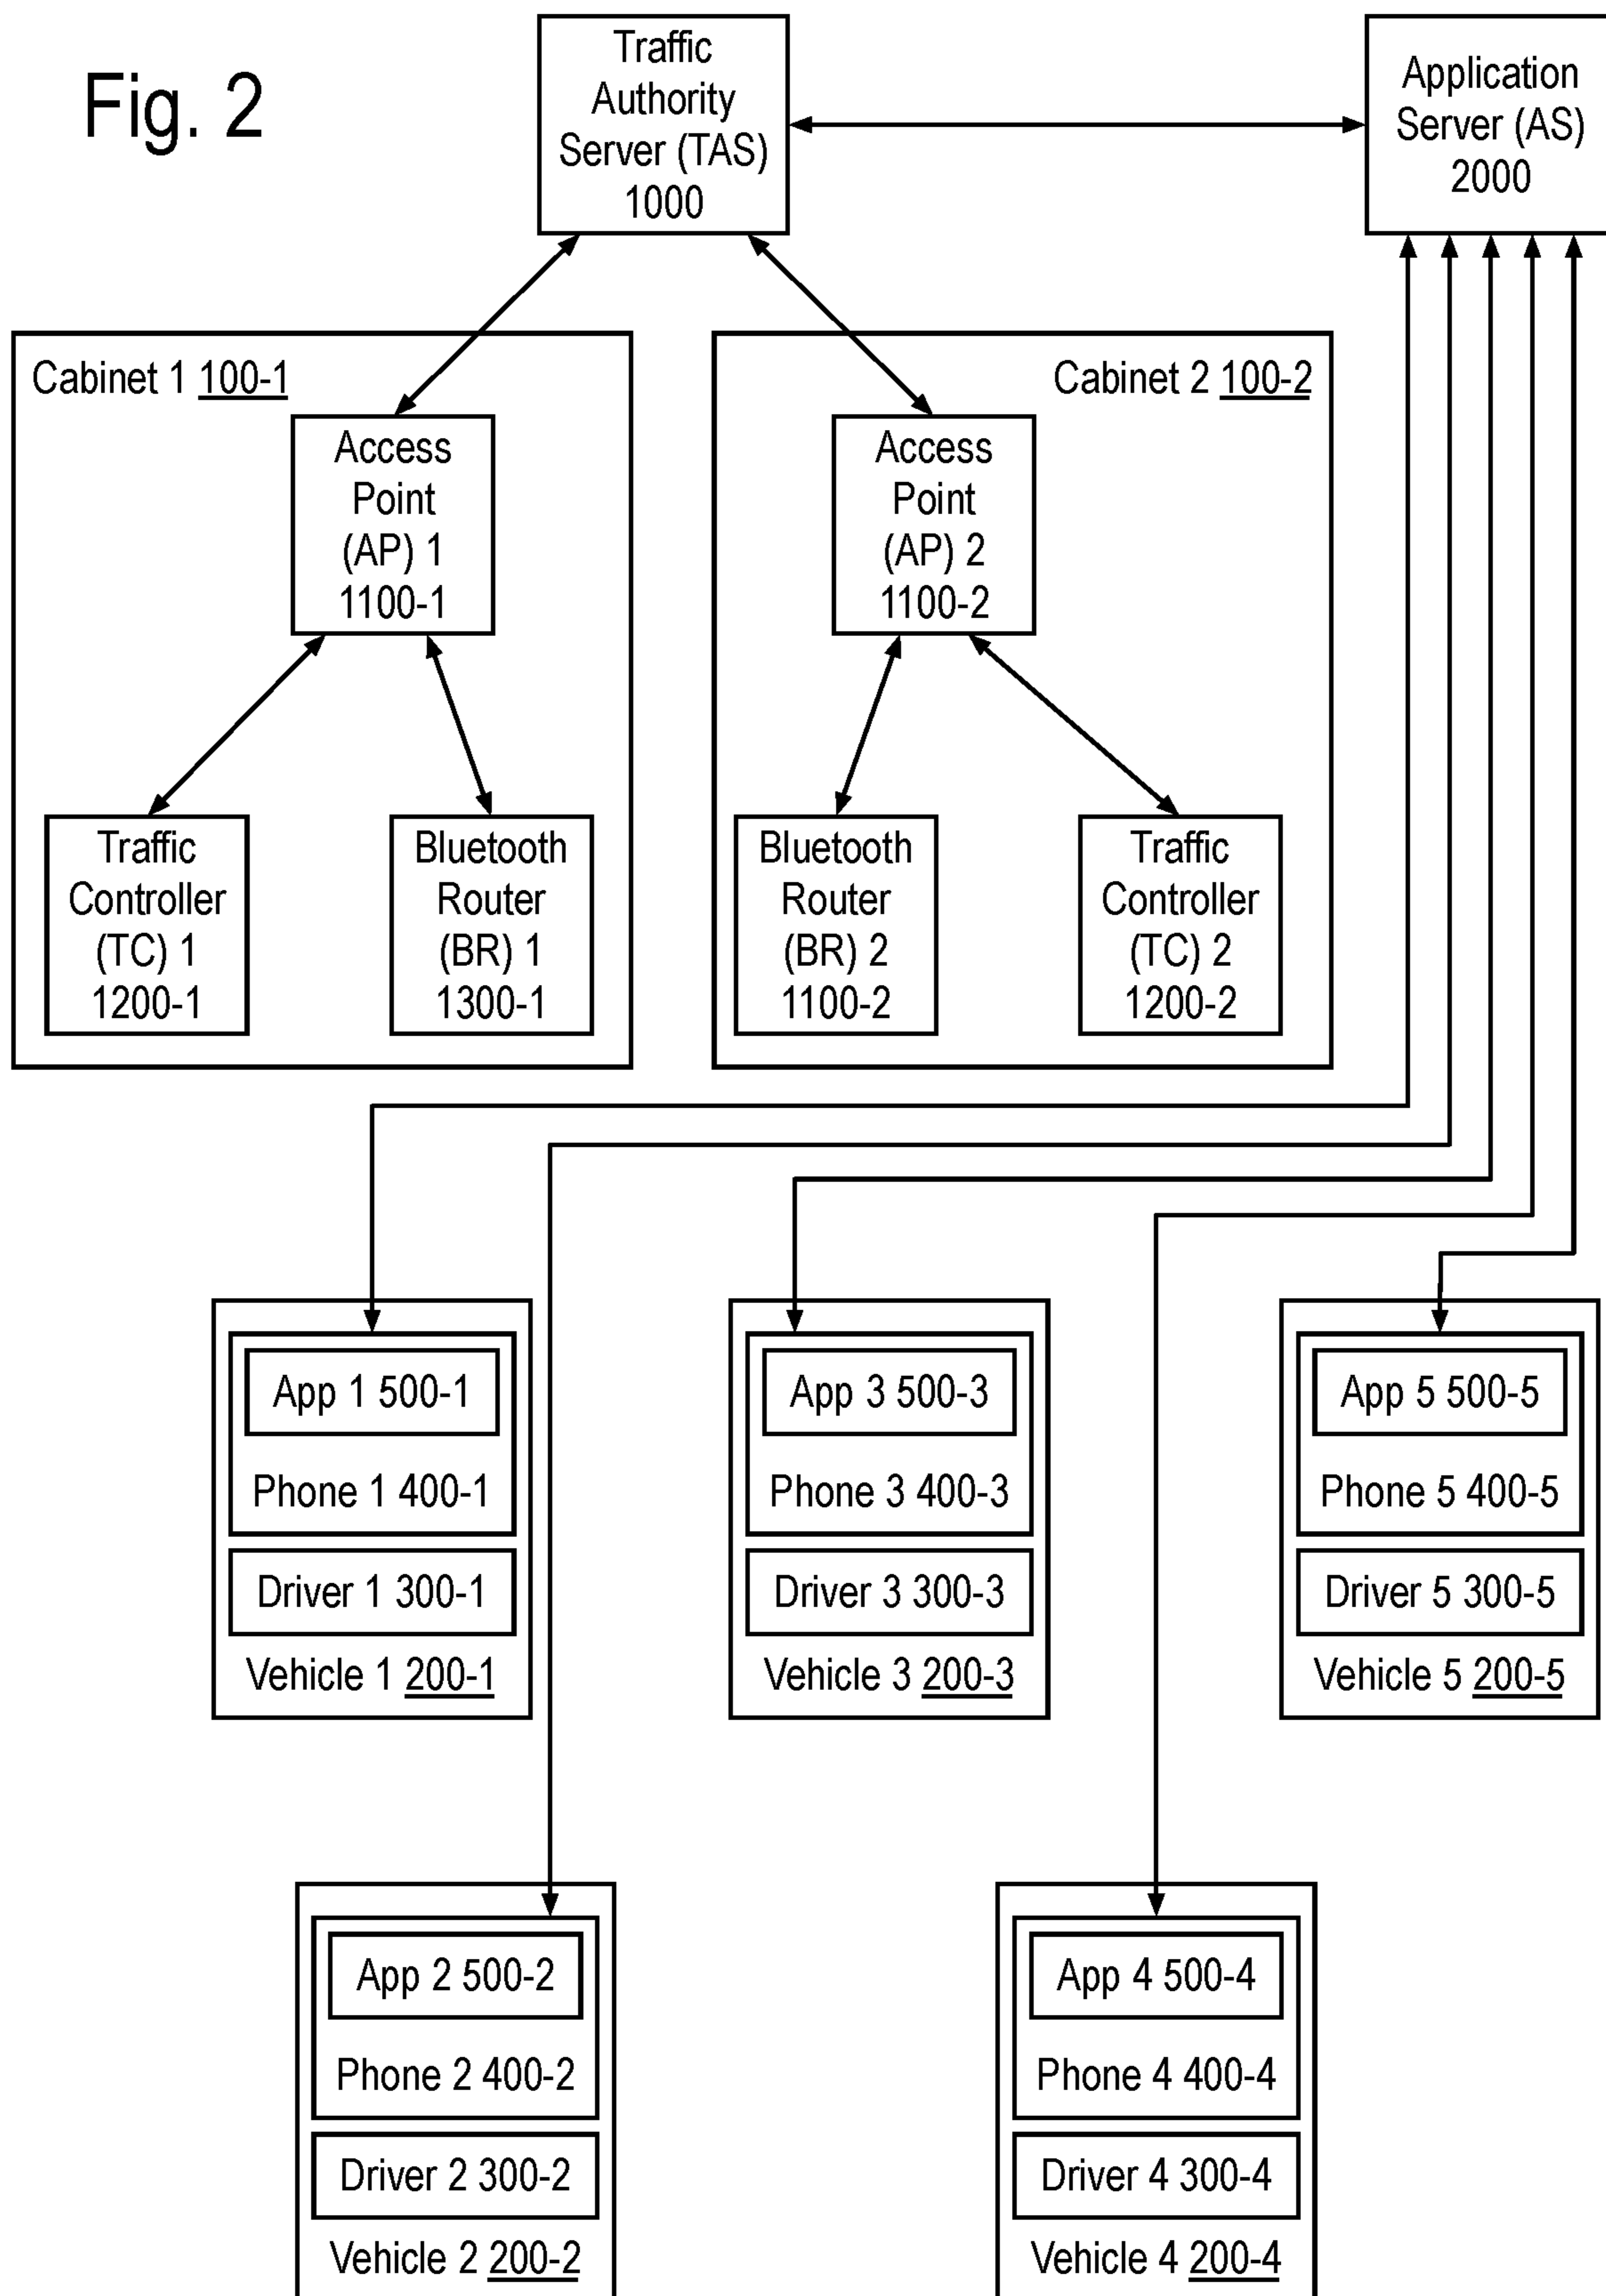 Fig. 2
Traffic
Authority
Server (TAS)
1000
Application
Server (AS)
2000
Cabinet 1 100-1
Access
Point
(AP) 1
1100-1
Traffic
Controller
(TC) 1
1200-1
Bluetooth
Router
(BR) 1
1300-1
Cabinet 2 100-2
Access
Point
(AP) 2
1100-2
Bluetooth
Router
(BR) 2
1100-2
Traffic
Controller
(TC) 2
1200-2
App 1 500-1
Phone 1 400-1
Driver 1 300-1
Vehicle 1 200-1
App 3 500-3
Phone 3 400-3
Driver 3 300-3
Vehicle 3 200-3
App 5 500-5
Phone 5 400-5
Driver 5 300-5
Vehicle 5 200-5
App 2 500-2
Phone 2 400-2
Driver 2 300-2
Vehicle 2 200-2
App 4 500-4
Phone 4 400-4
Driver 4 300-4
Vehicle 4 200-4